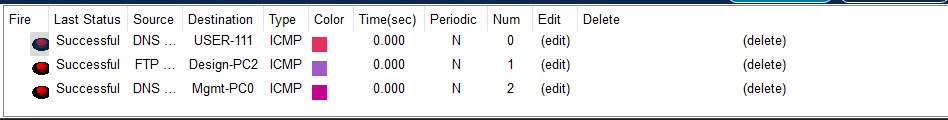 Fire Last Status Source Destination Type Color Time(sec) Periodic Num Edit Delete
Successful DNS ... USER-111 ICMP 0.000 N 0 (edit) (delete)
Successful FTP ... Design-PC2 ICMP 0.000 N 1 (edit) (delete)
Successful DNS ... Mgmt-PC0 ICMP 0.000 N 2 (edit) (delete)